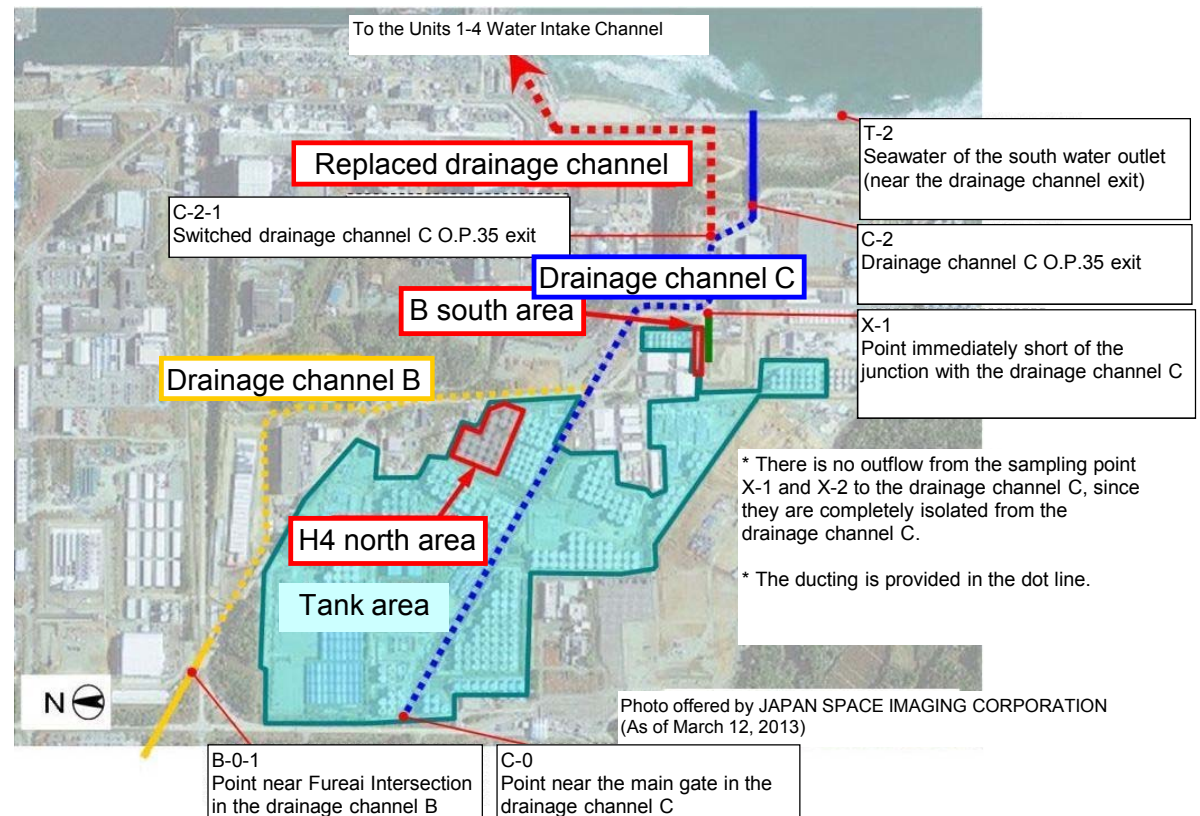 To the Units 1-4 Water Intake Channel
T-2
Seawater of the south water outlet
(near the drainage channel exit)
Replaced drainage channel
C-2-1
Switched drainage channel C O.P.35 exit
C-2
Drainage channel C O.P.35 exit
Drainage channel C
B south area
X-1
Point immediately short of the
junction with the drainage channel C
Drainage channel B
* There is no outflow from the sampling point
X-1 and X-2 to the drainage channel C, since
they are completely isolated from the
drainage channel C.
H4 north area
* The ducting is provided in the dot line.
Tank area
N
Photo offered by JAPAN SPACE IMAGING CORPORATION
(As of March 12, 2013)
B-0-1
Point near Fureai Intersection
in the drainage channel B
C-0
Point near the main gate in the
drainage channel C